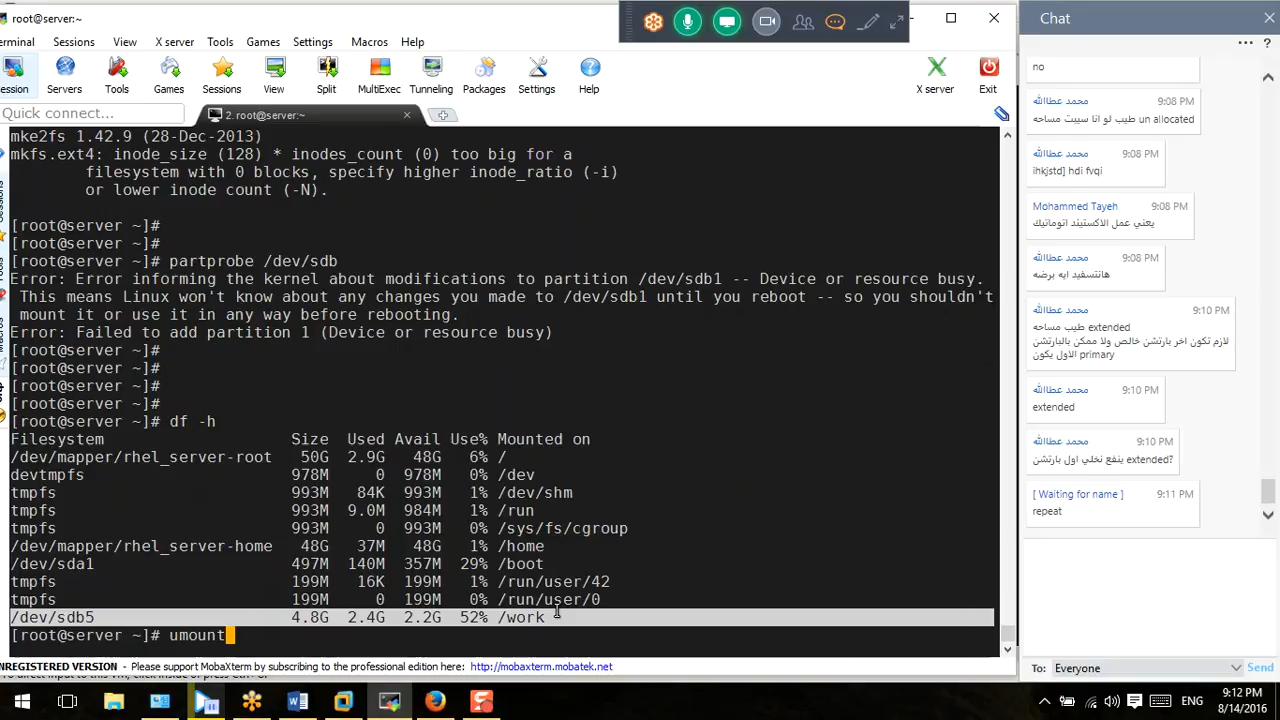 root@server:~
erminal Sessions View X server Tools Games Settings Macros Help
ession Servers Tools Games Sessions View Split MultiExec Tunneling Packages Settings Help X server Exit
Quick connect...
2. root@server:~
mke2fs 1.42.9 (28-Dec-2013)
mkfs.ext4: inode_size (128) * inodes_count (0) too big for a
filesystem with 0 blocks, specify higher inode_ratio (-i)
or lower inode count (-N).
[root@server ~]#
[root@server ~]#
[root@server ~]# partprobe /dev/sdb
Error: Error informing the kernel about modifications to partition /dev/sdb1 -- Device or resource busy.
This means Linux won't know about any changes you made to /dev/sdb1 until you reboot -- so you shouldn't
mount it or use it in any way before rebooting.
Error: Failed to add partition 1 (Device or resource busy)
[root@server ~]#
[root@server ~]#
[root@server ~]#
[root@server ~]#
[root@server ~]# df -h
Filesystem Size Used Avail Use% Mounted on
/dev/mapper/rhel_server-root 50G 2.9G 48G 6% /
devtmpfs 978M 0 978M 0% /dev
tmpfs 993M 84K 993M 1% /dev/shm
tmpfs 993M 9.0M 984M 1% /run
tmpfs 993M 0 993M 0% /sys/fs/cgroup
/dev/mapper/rhel_server-home 48G 37M 48G 1% /home
/dev/sda1 497M 140M 357M 29% /boot
tmpfs 199M 16K 199M 1% /run/user/42
tmpfs 199M 0 199M 0% /run/user/0
/dev/sdb5 4.8G 2.4G 2.2G 52% /work
[root@server ~]# umount
NREGISTERED VERSION - Please support MobaXterm by subscribing to the professional edition here: http://mobaxterm.mobatek.net
Chat
... ?
no
محمد عطاالله 9:08 PM
طيب لو انا سيبت مساحه un allocated
محمد عطاالله 9:08 PM
ihkjstd] hdi fvqi
Mohammed Tayeh 9:08 PM
يعني عمل الاكستيند اتوماتيك
محمد عطاالله 9:08 PM
هانتسفيد ايه برضه
محمد عطاالله 9:10 PM
طيب مساحه extended
لازم تكون اخر بارتشن خالص ولا ممكن بالبارتشن
الاول يكون primary
محمد عطاالله 9:10 PM
extended
محمد عطاالله 9:10 PM
ينفع نخلي اول بارتشن extended?
[ Waiting for name ] 9:11 PM
repeat
To: Everyone Send
ENG
9:12 PM
8/14/2016